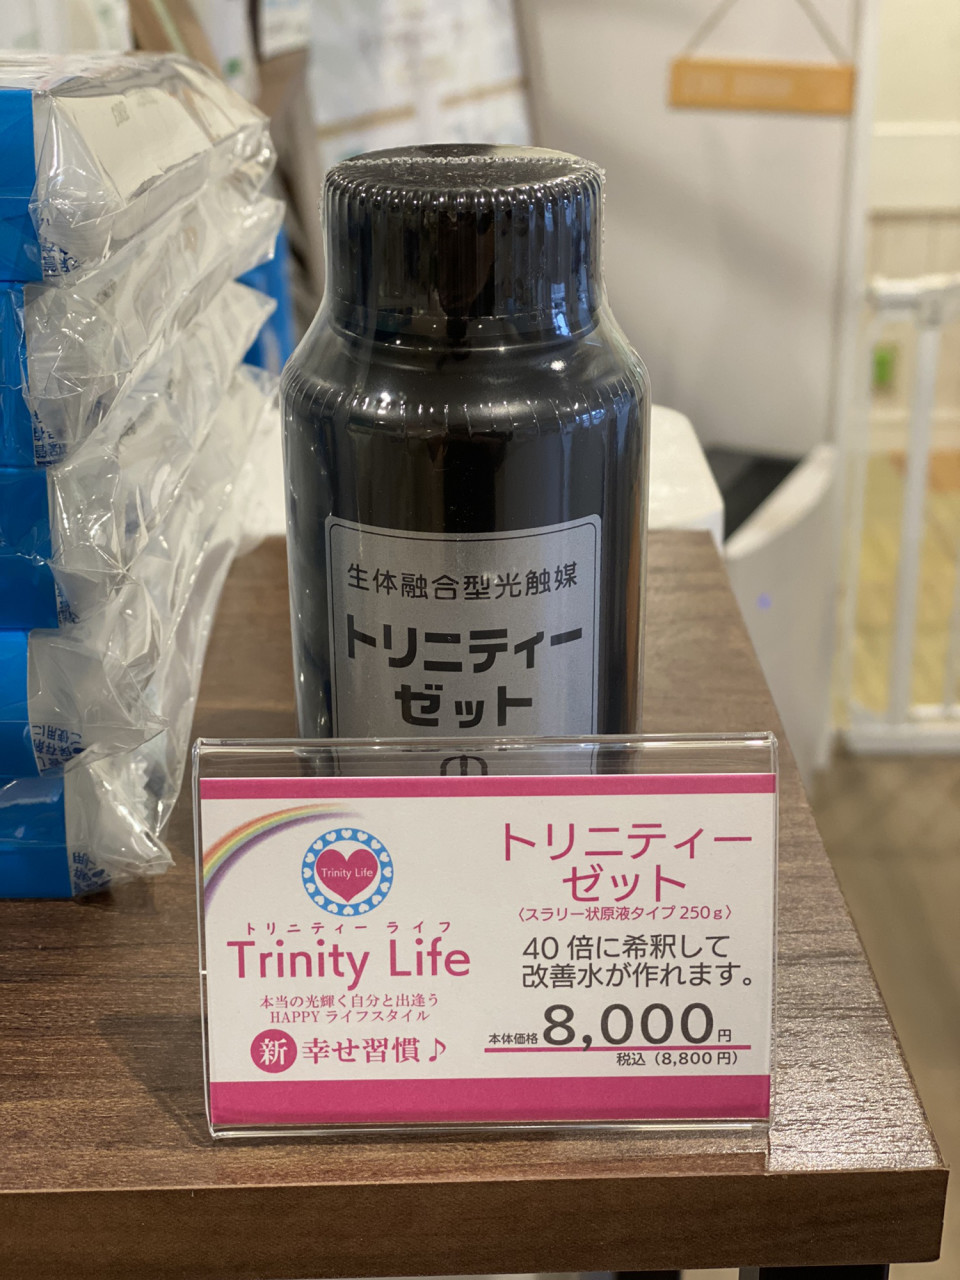 生体融合型光触媒
トリニティー
ゼット
Trinity Life
トリニティー ライフ
Trinity Life
本当の光輝く自分と出逢う
HAPPY ライフスタイル
新 幸せ習慣♪
トリニティー
ゼット
〈スラリー状原液タイプ 250g〉
40 倍に希釈して
改善水が作れます。
本体価格8,000円
税込（8,800 円）